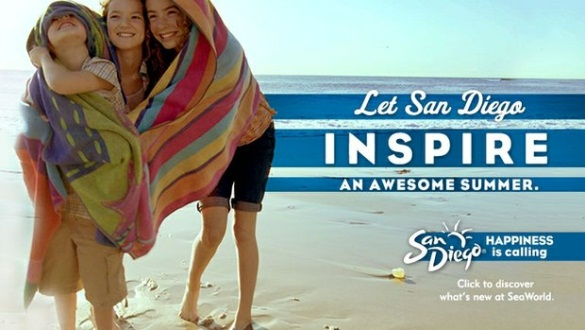 Let San Diego
INSPIRE
AN AWESOME SUMMER.
San Diego® HAPPINESS
is calling
Click to discover
what's new at SeaWorld.